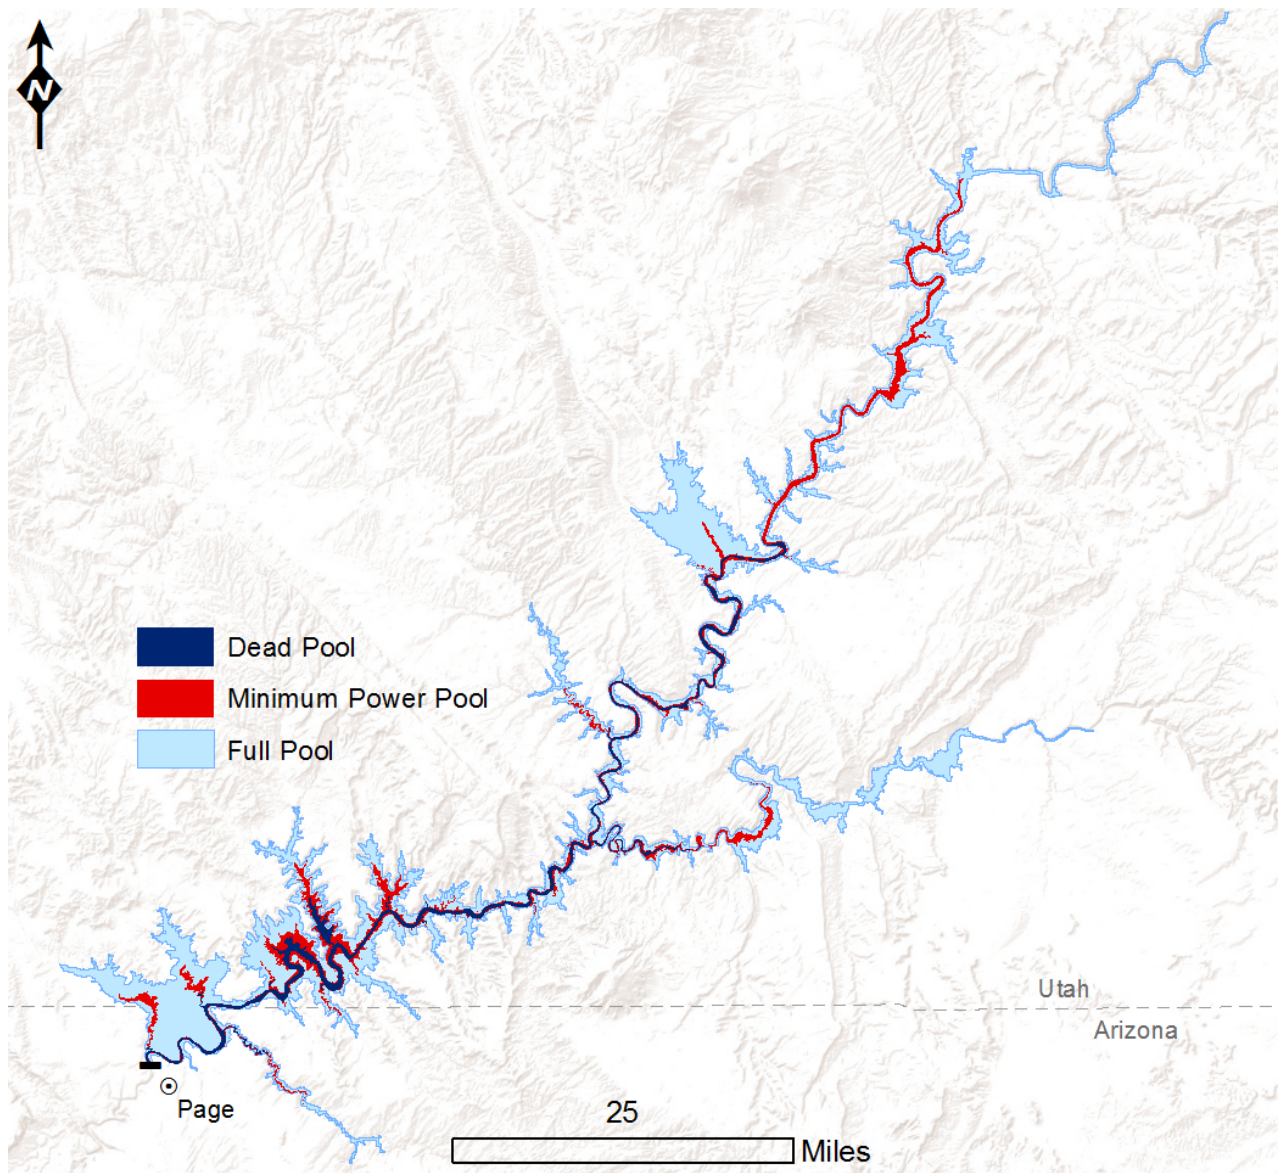 N
Dead Pool
Minimum Power Pool
Full Pool
Utah
Arizona
Page
25
Miles